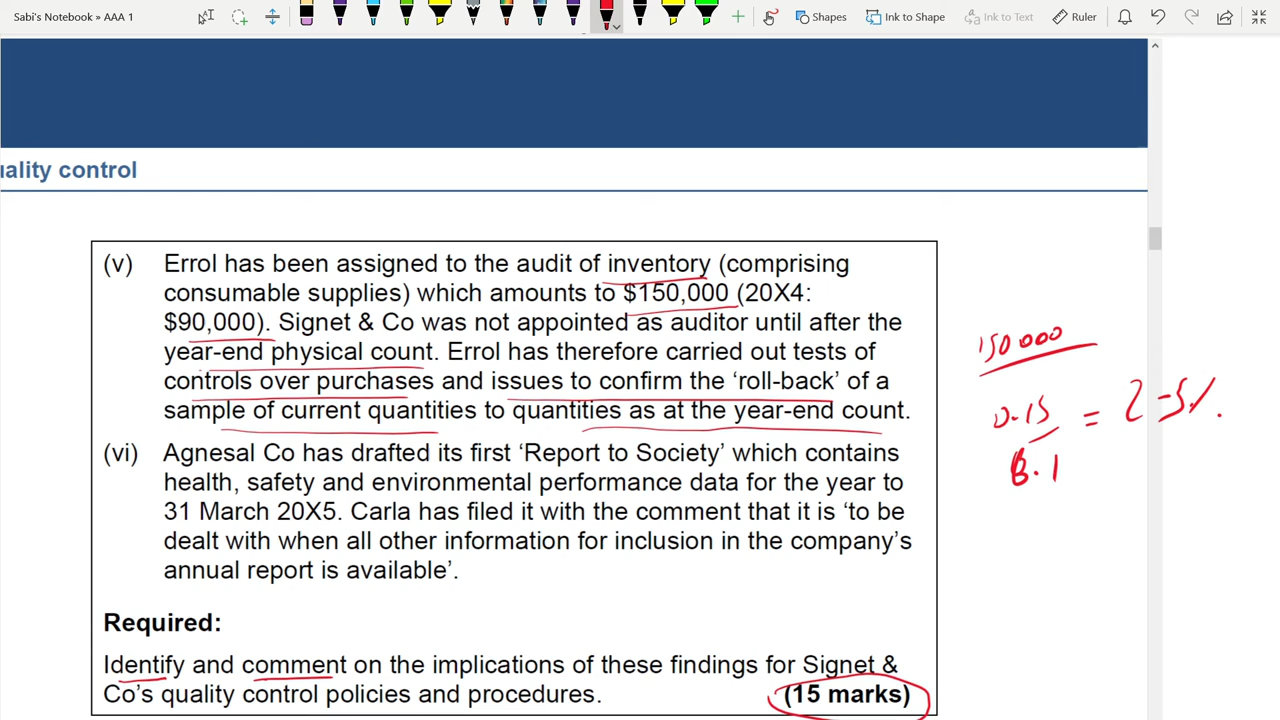 Sabi's Notebook » AAA 1
Shapes
Ink to Shape
Ink to Text
Ruler
uality control
(v) Errol has been assigned to the audit of inventory (comprising
consumable supplies) which amounts to $150,000 (20X4:
$90,000). Signet & Co was not appointed as auditor until after the
year-end physical count. Errol has therefore carried out tests of
controls over purchases and issues to confirm the ‘roll-back’ of a
sample of current quantities to quantities as at the year-end count.
(vi) Agnesal Co has drafted its first ‘Report to Society’ which contains
health, safety and environmental performance data for the year to
31 March 20X5. Carla has filed it with the comment that it is ‘to be
dealt with when all other information for inclusion in the company’s
annual report is available’.
Required:
Identify and comment on the implications of these findings for Signet &
Co’s quality control policies and procedures. (15 marks)
150000
0.15 = 2-5%.